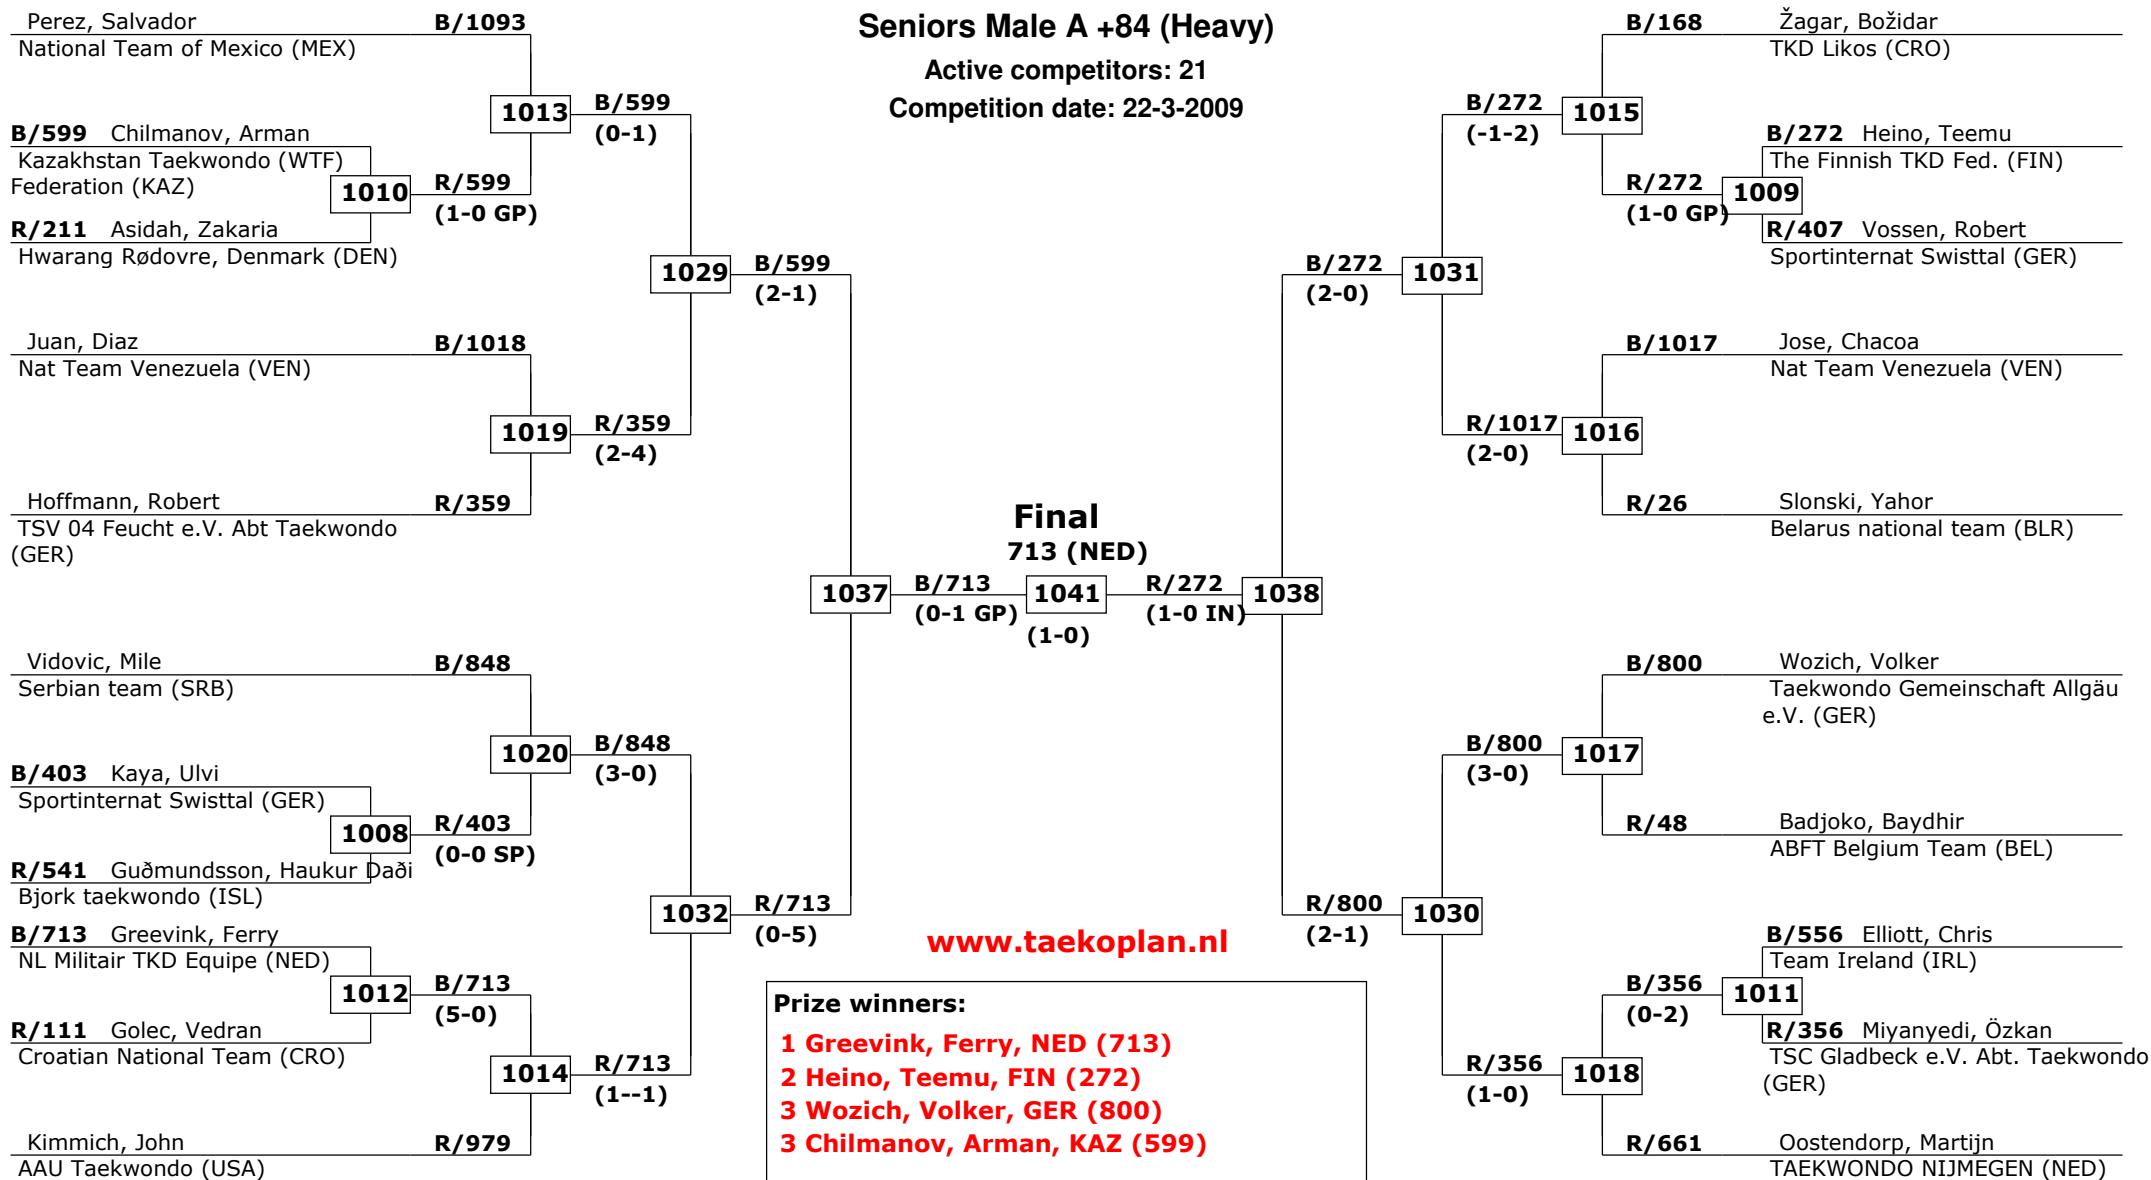 Seniors Male A +84 (Heavy)
Active competitors: 21
Competition date: 22-3-2009
Perez, Salvador B/1093
National Team of Mexico (MEX)
1013 B/599
(0-1)
B/599 Chilmanov, Arman
Kazakhstan Taekwondo (WTF)
Federation (KAZ)
1010 R/599
(1-0 GP)
R/211 Asidah, Zakaria
Hwarang Rødovre, Denmark (DEN)
1029 B/599
(2-1)
Juan, Diaz B/1018
Nat Team Venezuela (VEN)
1019 R/359
(2-4)
Hoffmann, Robert R/359
TSV 04 Feucht e.V. Abt Taekwondo
(GER)
1037 B/713
(0-1 GP)
Vidovic, Mile B/848
Serbian team (SRB)
1020 B/848
(3-0)
B/403 Kaya, Ulvi
Sportinternat Swisttal (GER)
1008 R/403
(0-0 SP)
R/541 Guðmundsson, Haukur Daði
Bjork taekwondo (ISL)
1032 R/713
(0-5)
B/713 Greevink, Ferry
NL Militair TKD Equipe (NED)
1012 B/713
(5-0)
R/111 Golec, Vedran
Croatian National Team (CRO)
1014 R/713
(1--1)
Kimmich, John R/979
AAU Taekwondo (USA)
Final
713 (NED)
1041
(1-0)
R/272 1038
(1-0 IN)
B/168 Žagar, Božidar
TKD Likos (CRO)
B/272 1015
(-1-2)
B/272 Heino, Teemu
The Finnish TKD Fed. (FIN)
R/272 1009
(1-0 GP)
R/407 Vossen, Robert
Sportinternat Swisttal (GER)
B/272 1031
(2-0)
B/1017 Jose, Chacoa
Nat Team Venezuela (VEN)
R/1017 1016
(2-0)
R/26 Slonski, Yahor
Belarus national team (BLR)
B/800 Wozich, Volker
Taekwondo Gemeinschaft Allgäu
e.V. (GER)
B/800 1017
(3-0)
R/48 Badjoko, Baydhir
ABFT Belgium Team (BEL)
R/800 1030
(2-1)
B/556 Elliott, Chris
Team Ireland (IRL)
B/356 1011
(0-2)
R/356 Miyanyedi, Özkan
TSC Gladbeck e.V. Abt. Taekwondo
(GER)
R/356 1018
(1-0)
R/661 Oostendorp, Martijn
TAEKWONDO NIJMEGEN (NED)
www.taekoplan.nl
Prize winners:
1 Greevink, Ferry, NED (713)
2 Heino, Teemu, FIN (272)
3 Wozich, Volker, GER (800)
3 Chilmanov, Arman, KAZ (599)